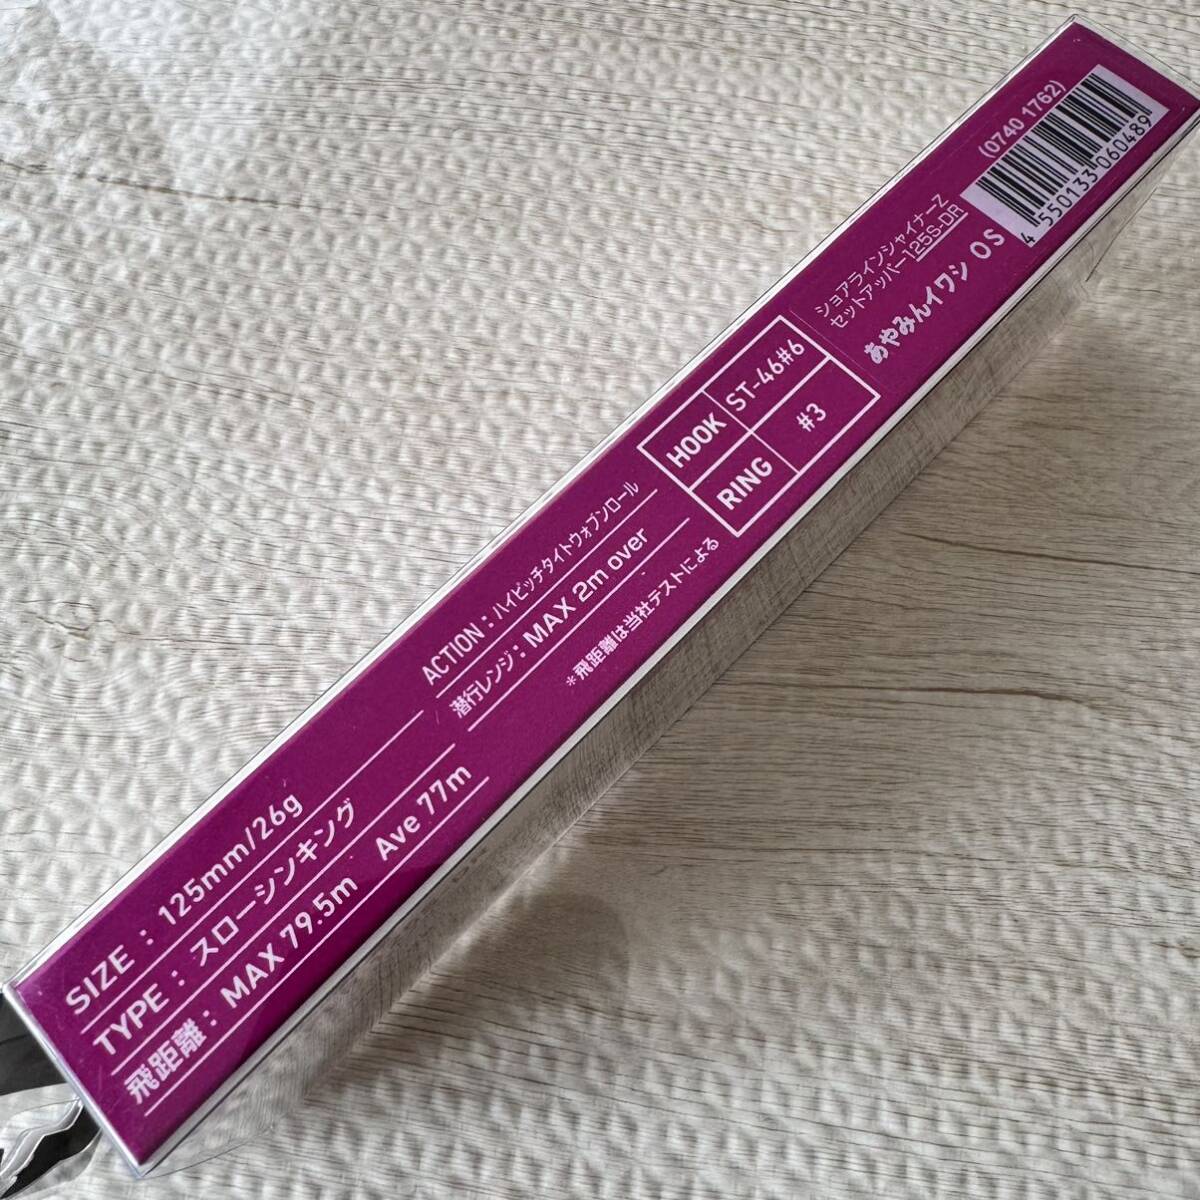 SIZE : 125mm/26g
TYPE : スローシンキング
飛距離 : MAX 79.5m Ave 77m
ACTION : ハイピッチタイトウォブンロール
潜行レンジ : MAX 2m over
*飛距離は当社テストによる
HOOK ST-46#6
RING #3
ショアラインシャイナーZ
セットアッパー125S-DR
あやみんイワシ OS
(0740 1762)
4 550133 060489